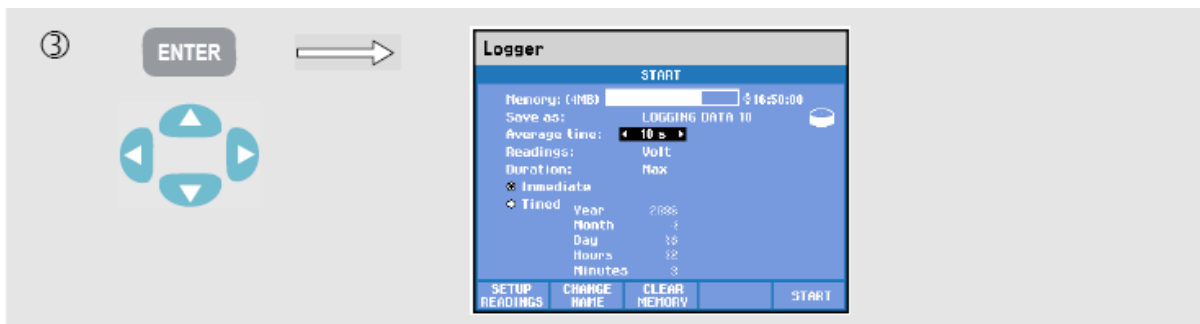 ③
ENTER
Logger
START
Memory: (4MB) 16:50:00
Save as: LOGGING DATA 10
Average time: 10 s
Readings: Volt
Duration: Max
Immediate
Timed
Year
Month
Day
Hours
Minutes
SETUP READINGS
CHANGE NAME
CLEAR MEMORY
START